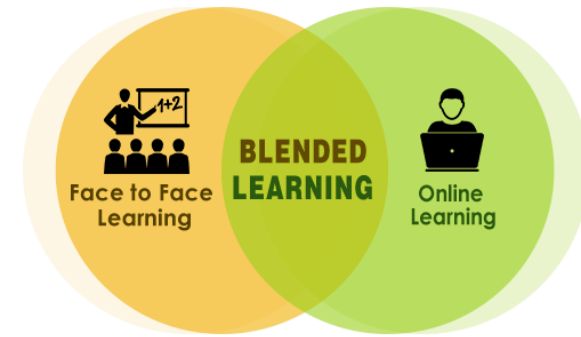 1+2
Face to Face
Learning
BLENDED
LEARNING
Online
Learning